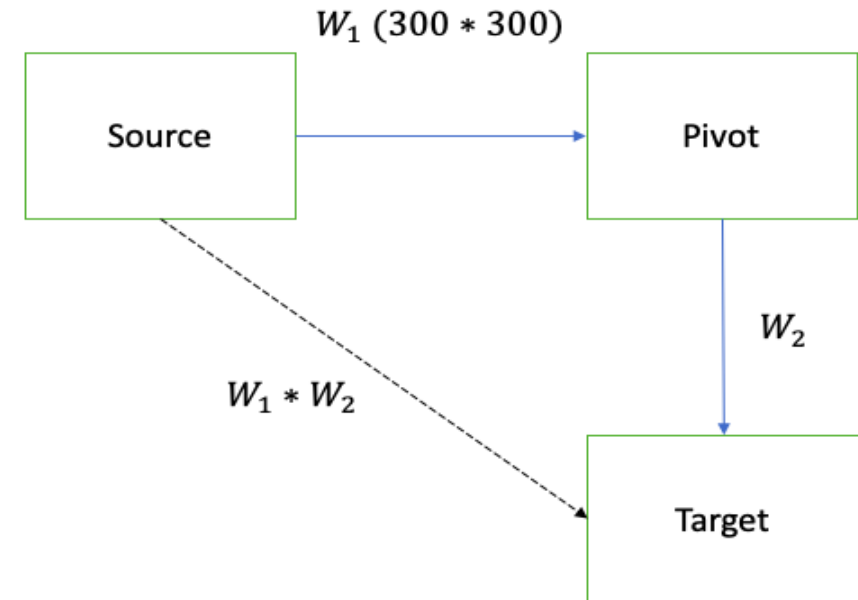 W₁ (300 * 300)
Source
Pivot
W₂
W₁ * W₂
Target